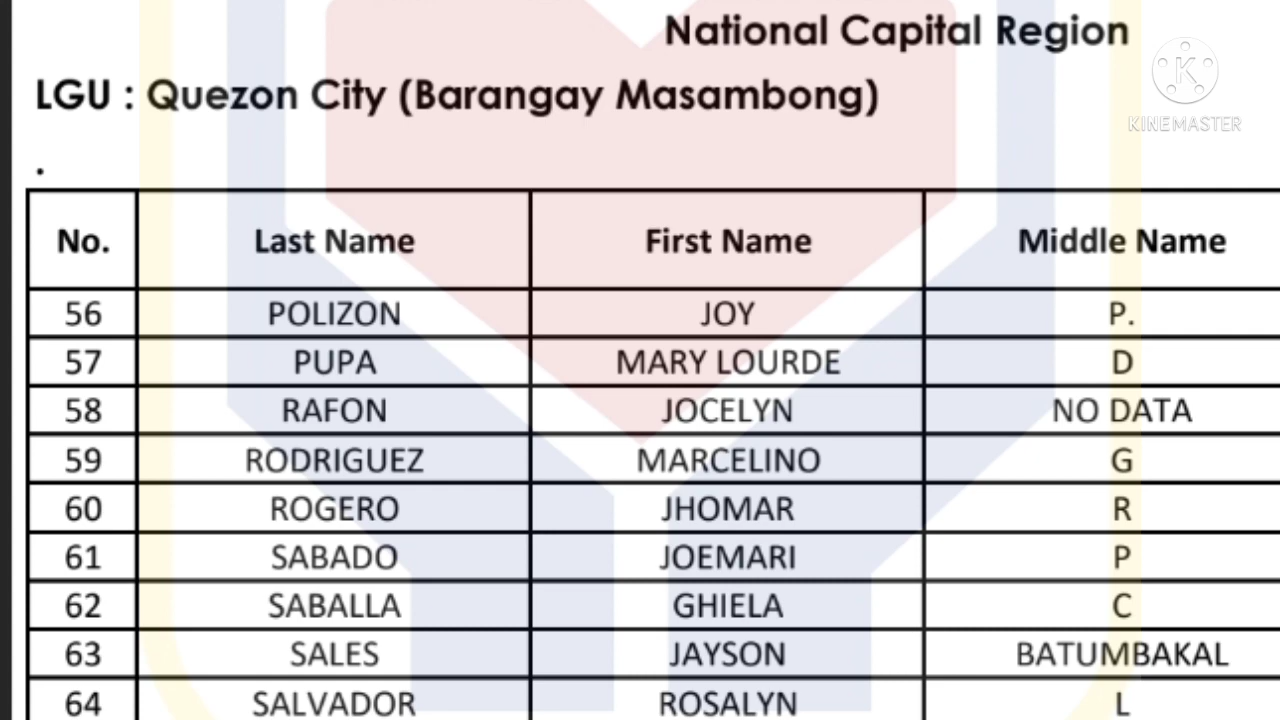 National Capital Region
LGU : Quezon City (Barangay Masambong)
.
No. Last Name First Name Middle Name
56 POLIZON JOY P.
57 PUPA MARY LOURDE D
58 RAFON JOCELYN NO DATA
59 RODRIGUEZ MARCELINO G
60 ROGERO JHOMAR R
61 SABADO JOEMARI P
62 SABALLA GHIELA C
63 SALES JAYSON BATUMBAKAL
64 SALVADOR ROSALYN L
K
KINEMASTER